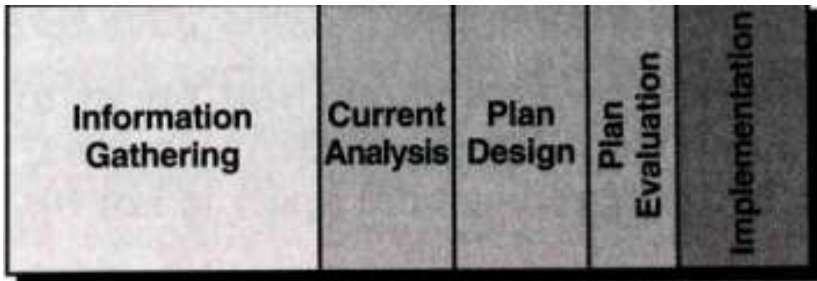 Information
Gathering
Current
Analysis
Plan
Design
Plan
Evaluation
Implementation